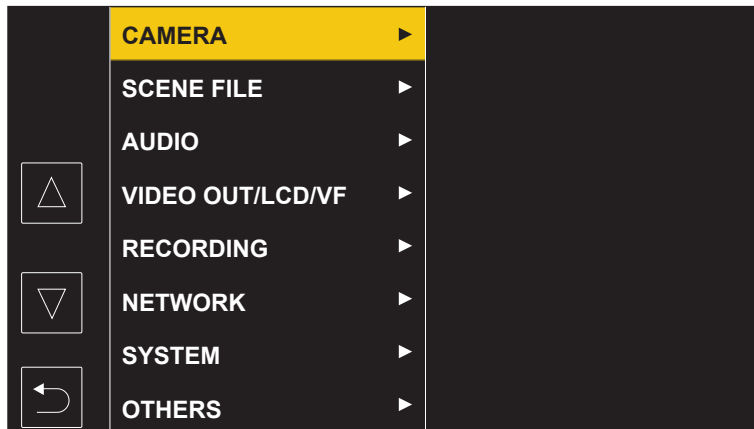 CAMERA
SCENE FILE
AUDIO
VIDEO OUT/LCD/VF
RECORDING
NETWORK
SYSTEM
OTHERS